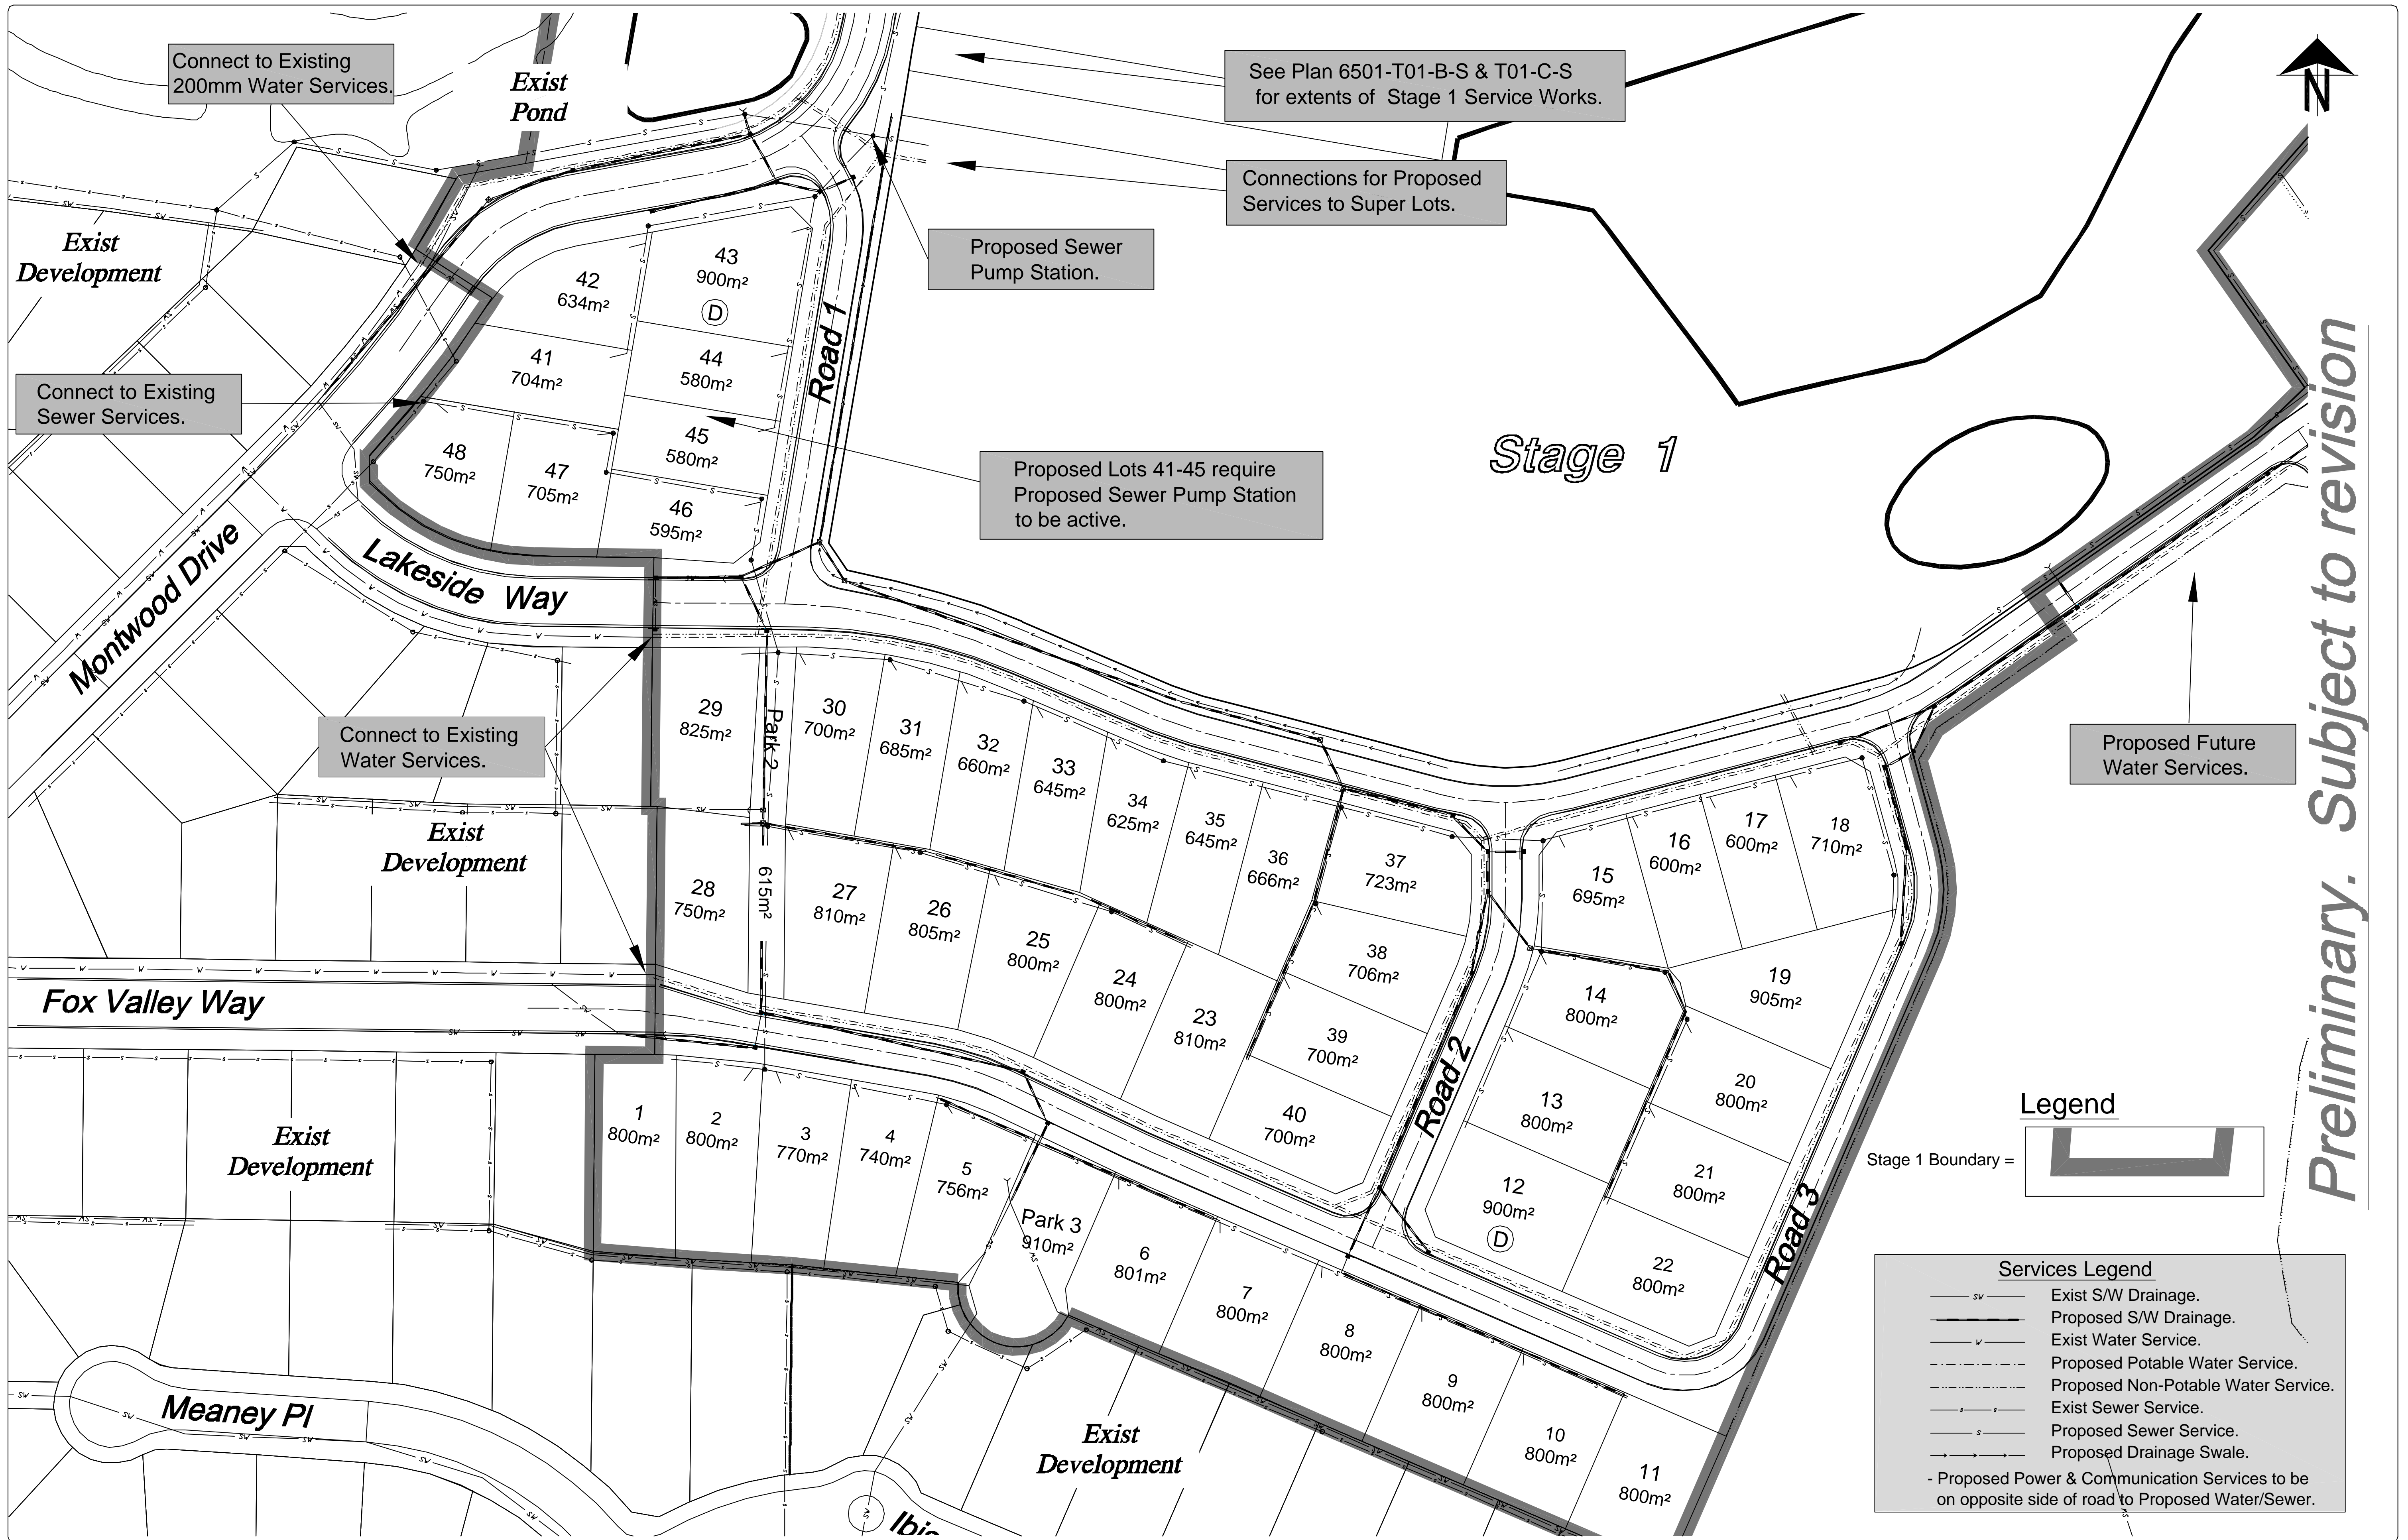 Connect to Existing
200mm Water Services.
Exist
Pond
See Plan 6501-T01-B-S & T01-C-S
for extents of Stage 1 Service Works.
N
Connections for Proposed
Services to Super Lots.
Exist
Development
Proposed Sewer
Pump Station.
43
900m²
D
42
634m²
41
704m²
44
580m²
Road 1
Connect to Existing
Sewer Services.
45
580m²
48
750m²
47
705m²
46
595m²
Proposed Lots 41-45 require
Proposed Sewer Pump Station
to be active.
Stage 1
Montwood Drive
Lakeside Way
Connect to Existing
Water Services.
Proposed Future
Water Services.
Preliminary. Subject to revision
29
825m²
Park 2
615m²
30
700m²
31
685m²
32
660m²
33
645m²
34
625m²
35
645m²
36
666m²
37
723m²
38
706m²
39
700m²
40
700m²
15
695m²
16
600m²
17
600m²
18
710m²
Exist
Development
28
750m²
27
810m²
26
805m²
25
800m²
24
800m²
23
810m²
19
905m²
14
800m²
20
800m²
13
800m²
21
800m²
12
900m²
D
22
800m²
Road 2
Road 3
Fox Valley Way
Exist
Development
1
800m²
2
800m²
3
770m²
4
740m²
5
756m²
Park 3
910m²
6
801m²
7
800m²
8
800m²
9
800m²
10
800m²
11
800m²
Meaney Pl
Exist
Development
Legend
Stage 1 Boundary =
Services Legend
SW Exist S/W Drainage.
Proposed S/W Drainage.
W Exist Water Service.
Proposed Potable Water Service.
Proposed Non-Potable Water Service.
S S Exist Sewer Service.
S Proposed Sewer Service.
Proposed Drainage Swale.
- Proposed Power & Communication Services to be
on opposite side of road to Proposed Water/Sewer.